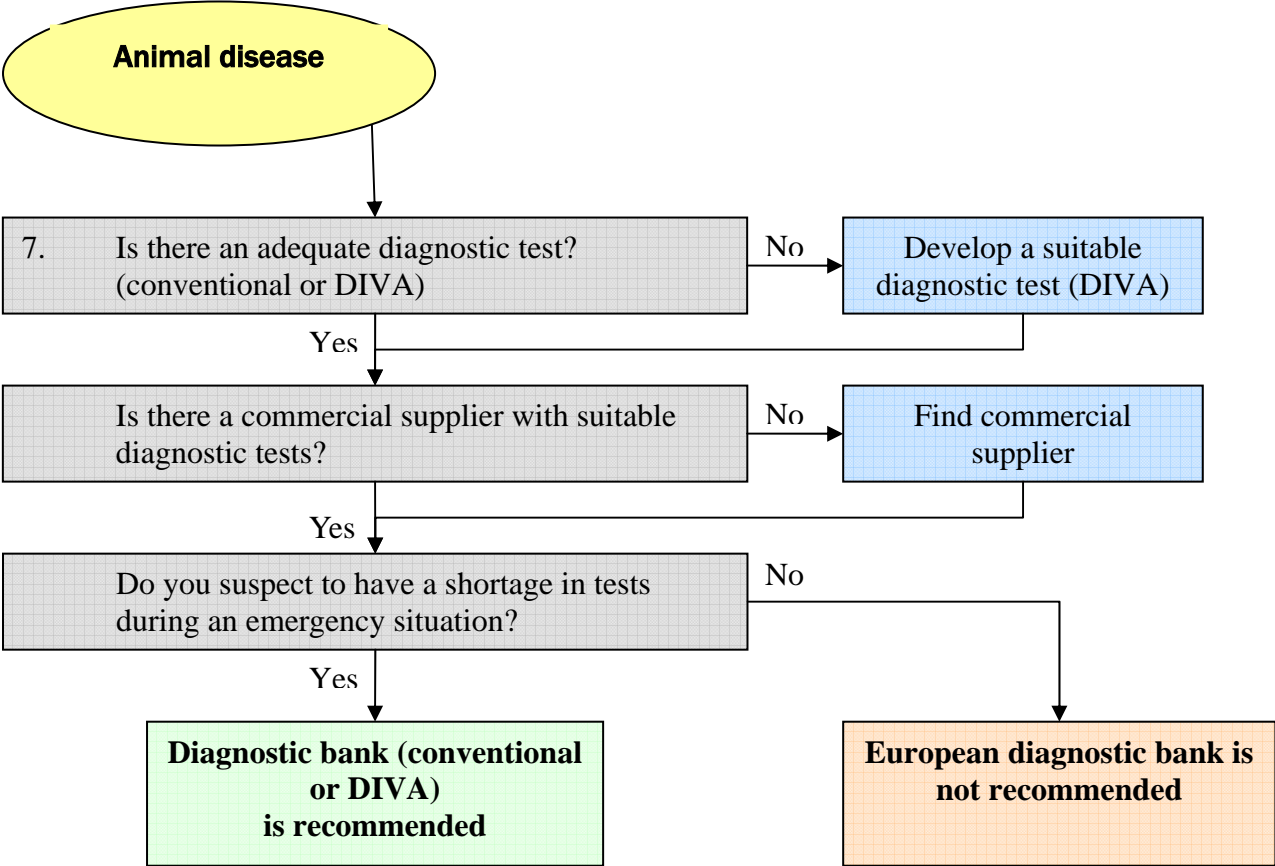 Animal disease
7. Is there an adequate diagnostic test?
(conventional or DIVA)
No
Develop a suitable
diagnostic test (DIVA)
Yes
Is there a commercial supplier with suitable
diagnostic tests?
No
Find commercial
supplier
Yes
Do you suspect to have a shortage in tests
during an emergency situation?
No
Yes
Diagnostic bank (conventional
or DIVA)
is recommended
European diagnostic bank is
not recommended